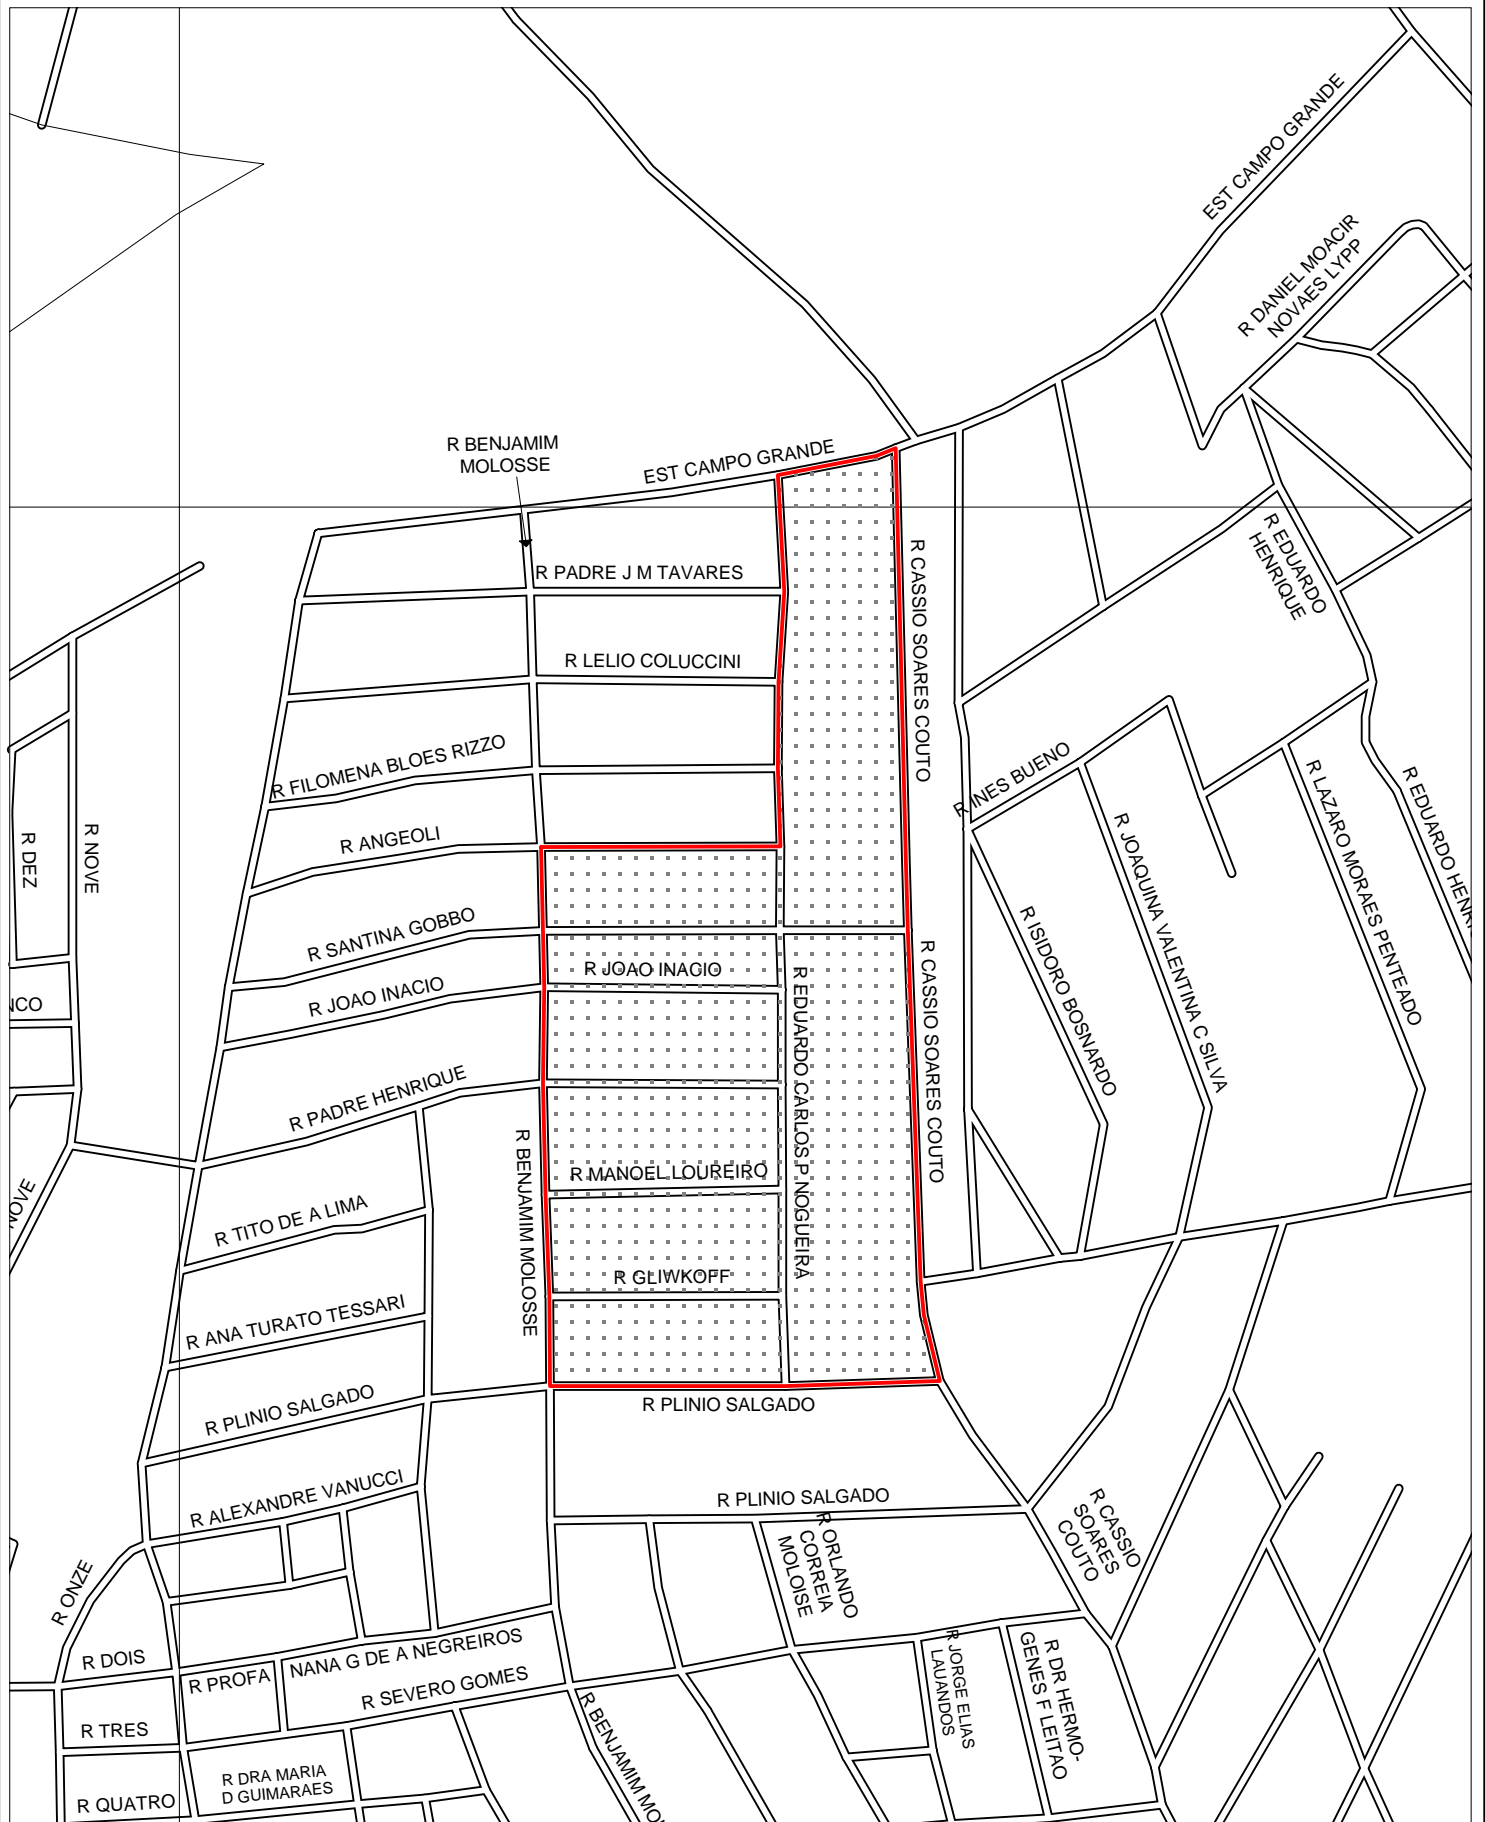 EST CAMPO GRANDE
R DANIEL MOACIR
NOVAES LYPP
R BENJAMIM
MOLOSSE
EST CAMPO GRANDE
R PADRE J M TAVARES
R CASSIO SOARES COUTO
R EDUARDO
HENRIQUE
R LELIO COLUCCINI
R FILOMENA BLOES RIZZO
R INES BUENO
R LAZARO MORAES PENTEADO
R EDUARDO HENRI
R DEZ
R NOVE
R ANGEOLI
R JOAQUINA VALENTINA C SILVA
R SANTINA GOBBO
R ISIDORO BOSNARDO
R JOAO INACIO
R CASSIO SOARES COUTO
R JOAO INACIO
R EDUARDO CARLOS P NOGUEIRA
NCO
R PADRE HENRIQUE
R BENJAMIM MOLOSSE
R MANOEL LOUREIRO
NOVE
R TITO DE A LIMA
R GLIWKOFF
R ANA TURATO TESSARI
R PLINIO SALGADO
R PLINIO SALGADO
R ALEXANDRE VANUCCI
R PLINIO SALGADO
R CASSIO
SOARES
COUTO
R ORLANDO
CORREIA
MOLOISE
R ONZE
R DOIS
R PROFA
NANA G DE A NEGREIROS
R JORGE ELIAS
LAUANDOS
R DR HERMO-
GENES F LEITAO
R SEVERO GOMES
R BENJAMIM MO
R TRES
R DRA MARIA
D GUIMARAES
R QUATRO